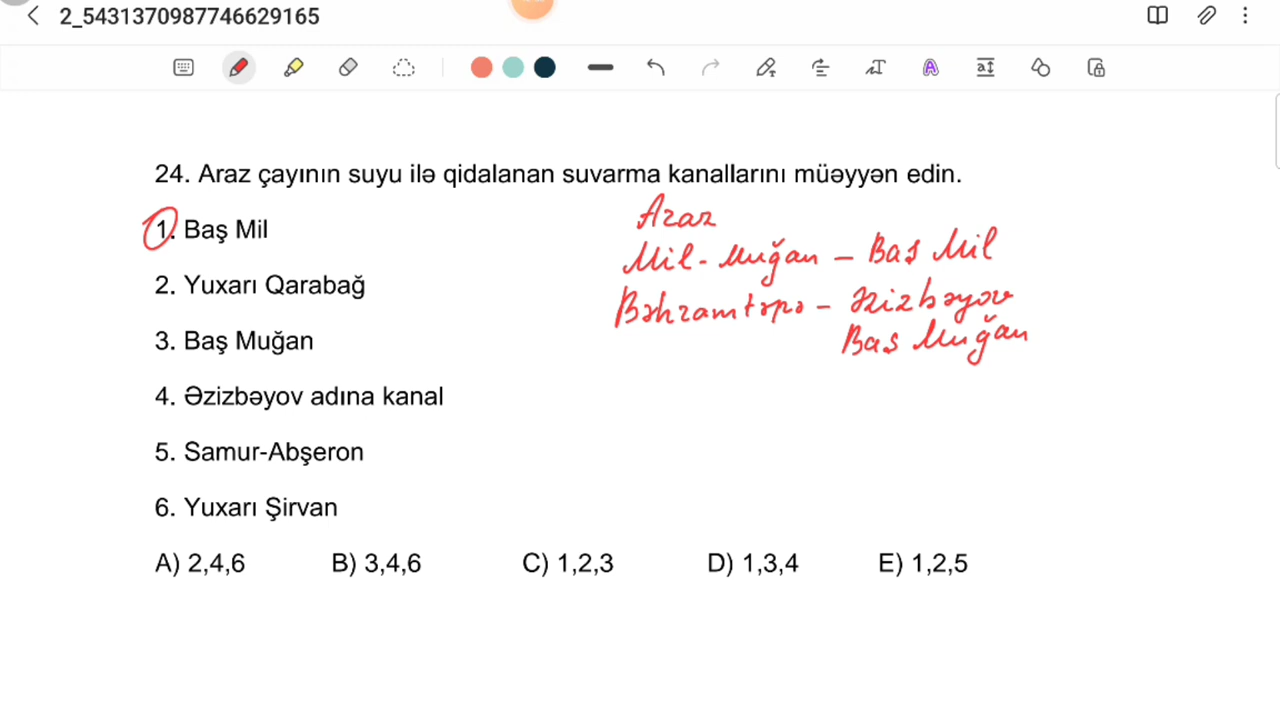 2_5431370987746629165
24. Araz çayının suyu ilə qidalanan suvarma kanallarını müəyyən edin.
Araz
1. Baş Mil
Mil-Muğan – Baş Mil
2. Yuxarı Qarabağ
Bəhramtəpə – Əzizbəyov
3. Baş Muğan
Baş Muğan
4. Əzizbəyov adına kanal
5. Samur-Abşeron
6. Yuxarı Şirvan
A) 2,4,6 B) 3,4,6 C) 1,2,3 D) 1,3,4 E) 1,2,5